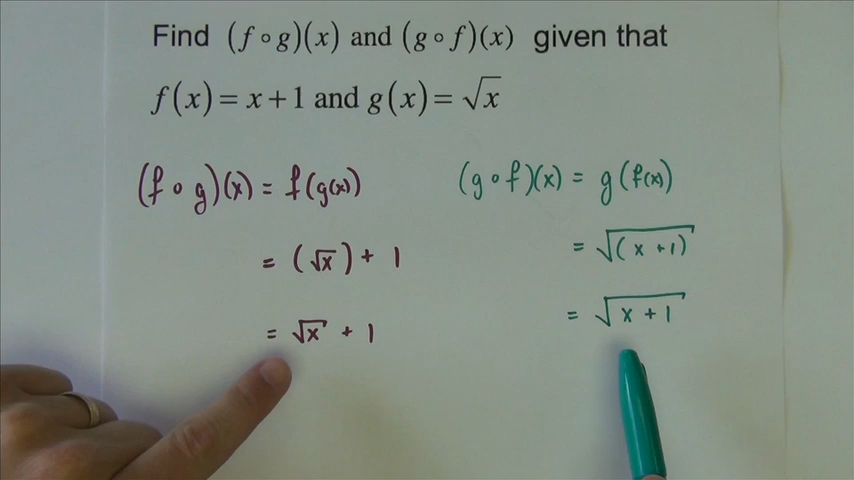 Find (f ∘ g)(x) and (g ∘ f)(x) given that
f(x) = x + 1 and g(x) = √x
(f ∘ g)(x) = f(g(x))
= (√x) + 1
= √x + 1
(g ∘ f)(x) = g(f(x))
= √(x + 1)
= √x + 1